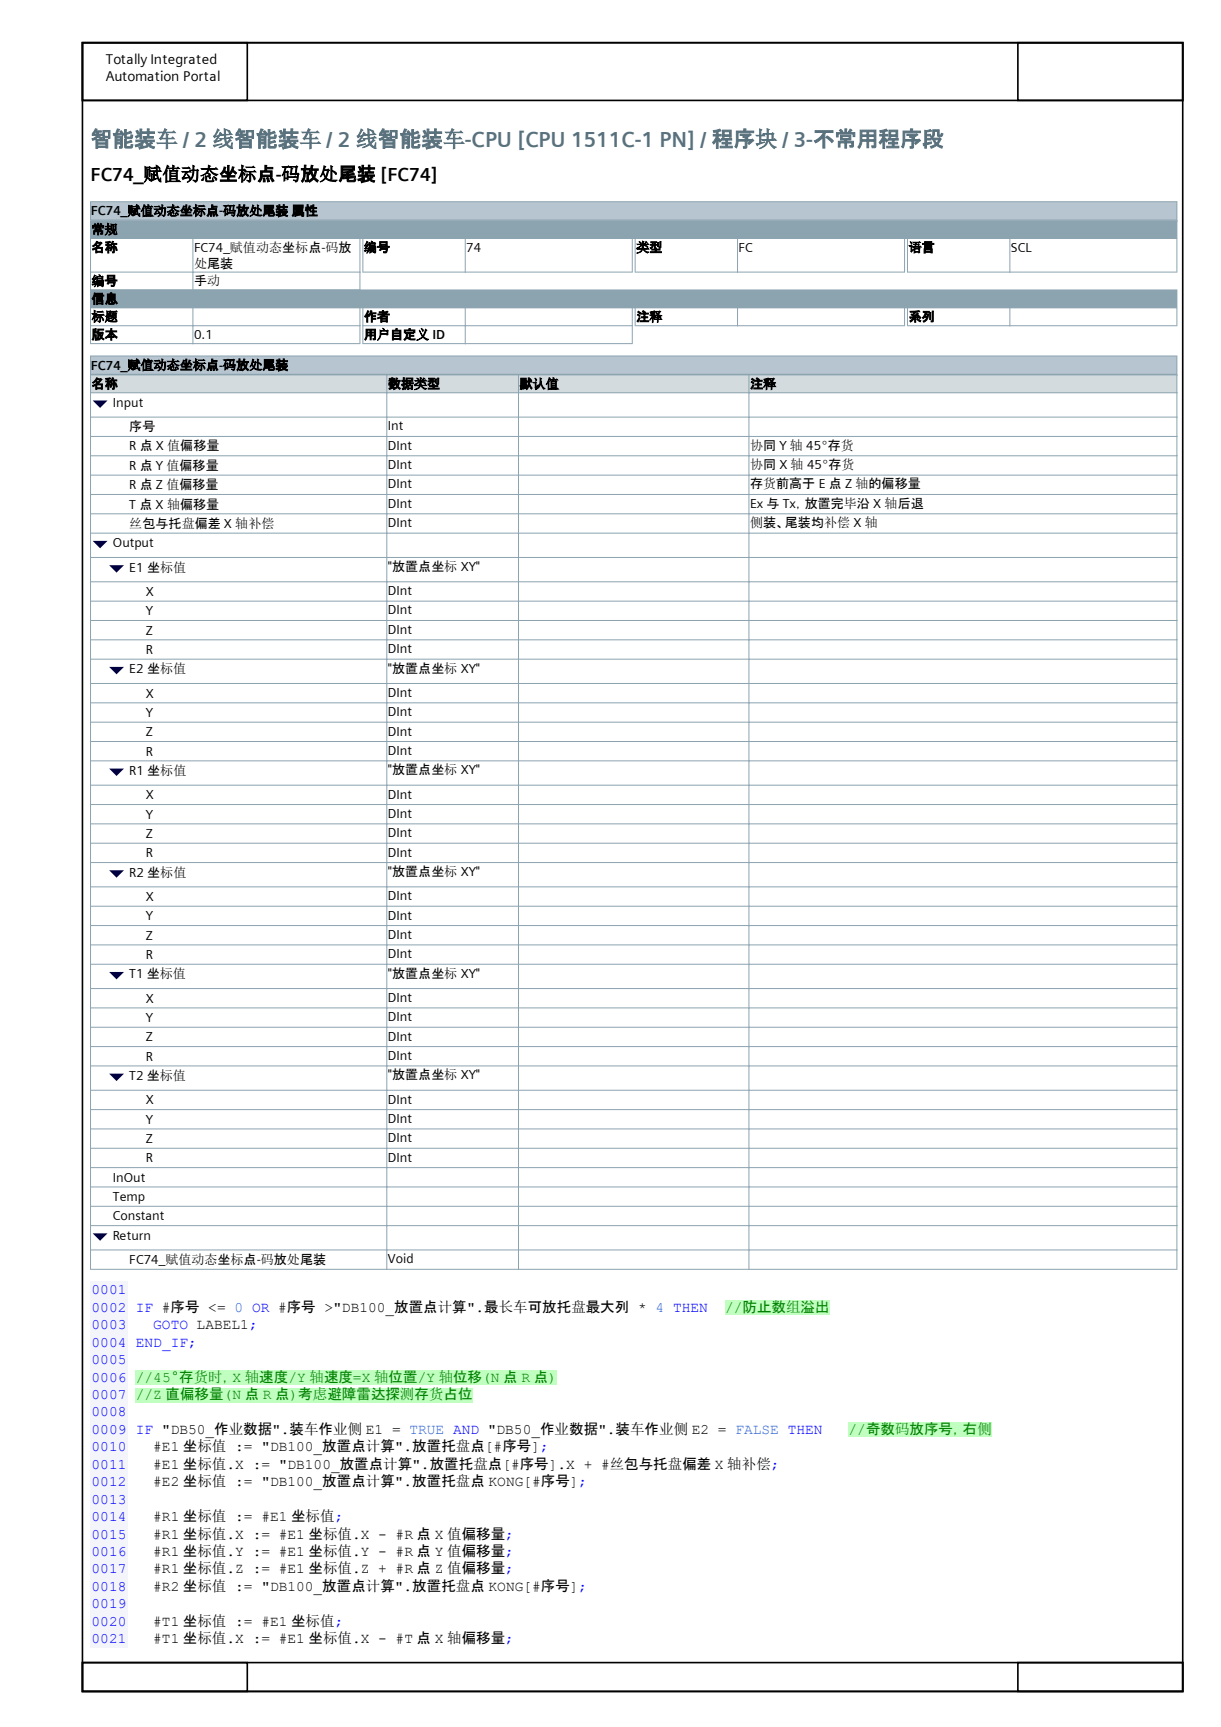 Totally Integrated
Automation Portal
智能装车 / 2 线智能装车 / 2 线智能装车-CPU [CPU 1511C-1 PN] / 程序块 / 3-不常用程序段
FC74_赋值动态坐标点-码放处尾装 [FC74]
FC74_赋值动态坐标点-码放处尾装 属性
常规
名称 FC74_赋值动态坐标点-码放处尾装 编号 74 类型 FC 语言 SCL
编号 手动
信息
标题 作者 注释 系列
版本 0.1 用户自定义 ID
FC74_赋值动态坐标点-码放处尾装
名称 数据类型 默认值 注释
Input
序号 Int
R 点 X 值偏移量 DInt 协同 Y 轴 45°存货
R 点 Y 值偏移量 DInt 协同 X 轴 45°存货
R 点 Z 值偏移量 DInt 存货前高于 E 点 Z 轴的偏移量
T 点 X 轴偏移量 DInt Ex 与 Tx, 放置完毕沿 X 轴后退
丝包与托盘偏差 X 轴补偿 DInt 侧装、尾装均补偿 X 轴
Output
E1 坐标值 "放置点坐标 XY"
X DInt
Y DInt
Z DInt
R DInt
E2 坐标值 "放置点坐标 XY"
X DInt
Y DInt
Z DInt
R DInt
R1 坐标值 "放置点坐标 XY"
X DInt
Y DInt
Z DInt
R DInt
R2 坐标值 "放置点坐标 XY"
X DInt
Y DInt
Z DInt
R DInt
T1 坐标值 "放置点坐标 XY"
X DInt
Y DInt
Z DInt
R DInt
T2 坐标值 "放置点坐标 XY"
X DInt
Y DInt
Z DInt
R DInt
InOut
Temp
Constant
Return
FC74_赋值动态坐标点-码放处尾装 Void
0001
0002 IF #序号 <= 0 OR #序号 >"DB100_放置点计算".最长车可放托盘最大列 * 4 THEN //防止数组溢出
0003   GOTO LABEL1;
0004 END_IF;
0005
0006 //45°存货时, X 轴速度/Y 轴速度=X 轴位置/Y 轴位移(N 点 R 点)
0007 //Z 直偏移量(N 点 R 点)考虑避障雷达探测存货占位
0008
0009 IF "DB50_作业数据".装车作业侧 E1 = TRUE AND "DB50_作业数据".装车作业侧 E2 = FALSE THEN //奇数码放序号, 右侧
0010   #E1 坐标值 := "DB100_放置点计算".放置托盘点[#序号];
0011   #E1 坐标值.X := "DB100_放置点计算".放置托盘点[#序号].X + #丝包与托盘偏差 X 轴补偿;
0012   #E2 坐标值 := "DB100_放置点计算".放置托盘点 KONG[#序号];
0013
0014   #R1 坐标值 := #E1 坐标值;
0015   #R1 坐标值.X := #E1 坐标值.X - #R 点 X 值偏移量;
0016   #R1 坐标值.Y := #E1 坐标值.Y - #R 点 Y 值偏移量;
0017   #R1 坐标值.Z := #E1 坐标值.Z + #R 点 Z 值偏移量;
0018   #R2 坐标值 := "DB100_放置点计算".放置托盘点 KONG[#序号];
0019
0020   #T1 坐标值 := #E1 坐标值;
0021   #T1 坐标值.X := #E1 坐标值.X - #T 点 X 轴偏移量;